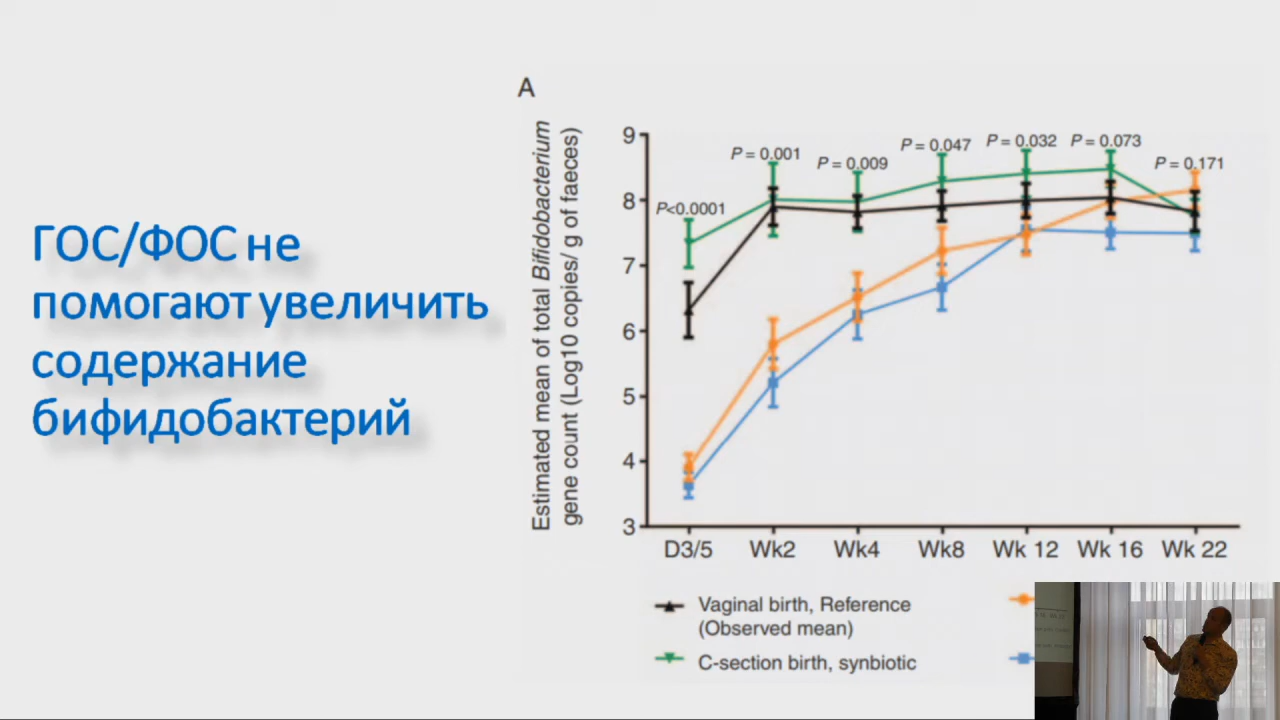 ГОС/ФОС не
помогают увеличить
содержание
бифидобактерий
A
Estimated mean of total Bifidobacterium
gene count (Log10 copies/ g of faeces)
9
8
7
6
5
4
3
P<0.0001
P = 0.001
P = 0.009
P = 0.047
P = 0.032
P = 0.073
P = 0.171
D3/5
Wk2
Wk4
Wk8
Wk 12
Wk 16
Wk 22
Vaginal birth, Reference
(Observed mean)
C-section birth, synbiotic